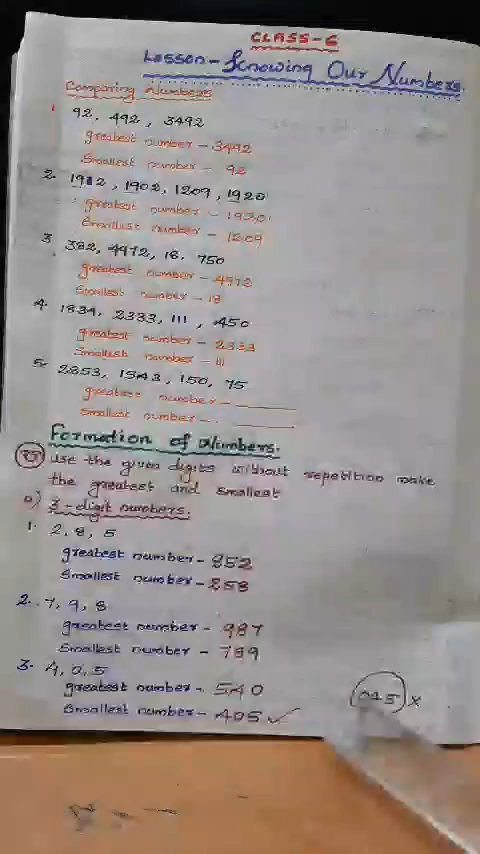 CLASS-6
Lesson - Knowing Our Numbers.
Comparing Numbers
1. 92, 492, 3492
greatest number - 3492
Smallest number - 92
2. 1912, 1902, 1209, 1920
greatest number - 1920
Smallest number - 1209
3. 382, 4972, 18, 750
greatest number - 4972
Smallest number - 18
4. 1834, 2333, 111, 450
greatest number - 2333
Smallest number - 111
5. 2853, 1543, 150, 75
greatest number -
Smallest number -
Formation of Numbers.
Use the given digits without repetition make
the greatest and smallest
a) 3-digit numbers.
1. 2, 8, 5
greatest number - 852
Smallest number - 258
2. 7, 9, 8
greatest number - 987
Smallest number - 789
3. 4, 0, 5
greatest number - 540
Smallest number - 405 ✓
045 ×